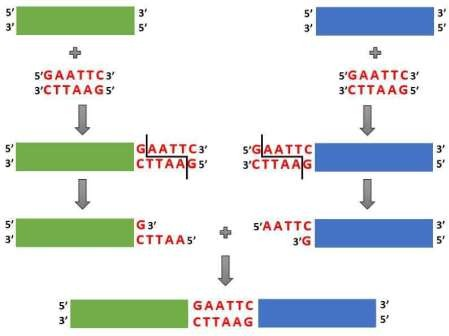 5' 3' 5' 3'
3' 5' 3' 5'
5'GAATTC3' 5'GAATTC3'
3'CTTAAG5' 3'CTTAAG5'
5' GAATTC3' 5'GAATTC 3'
3' CTTAAG5' 3'CTTAAG 5'
5' G3' 5'AATTC 3'
3' CTTAA5' 3'G 5'
5' GAATTC 3'
3' CTTAAG 5'